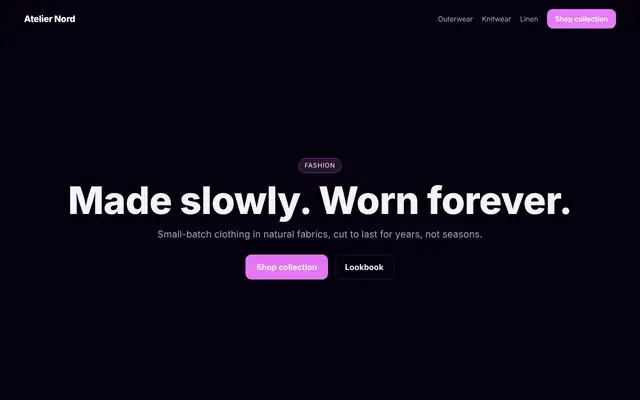 Atelier Nord
Outerwear Knitwear Linen Shop collection
FASHION
Made slowly. Worn forever.
Small-batch clothing in natural fabrics, cut to last for years, not seasons.
Shop collection Lookbook